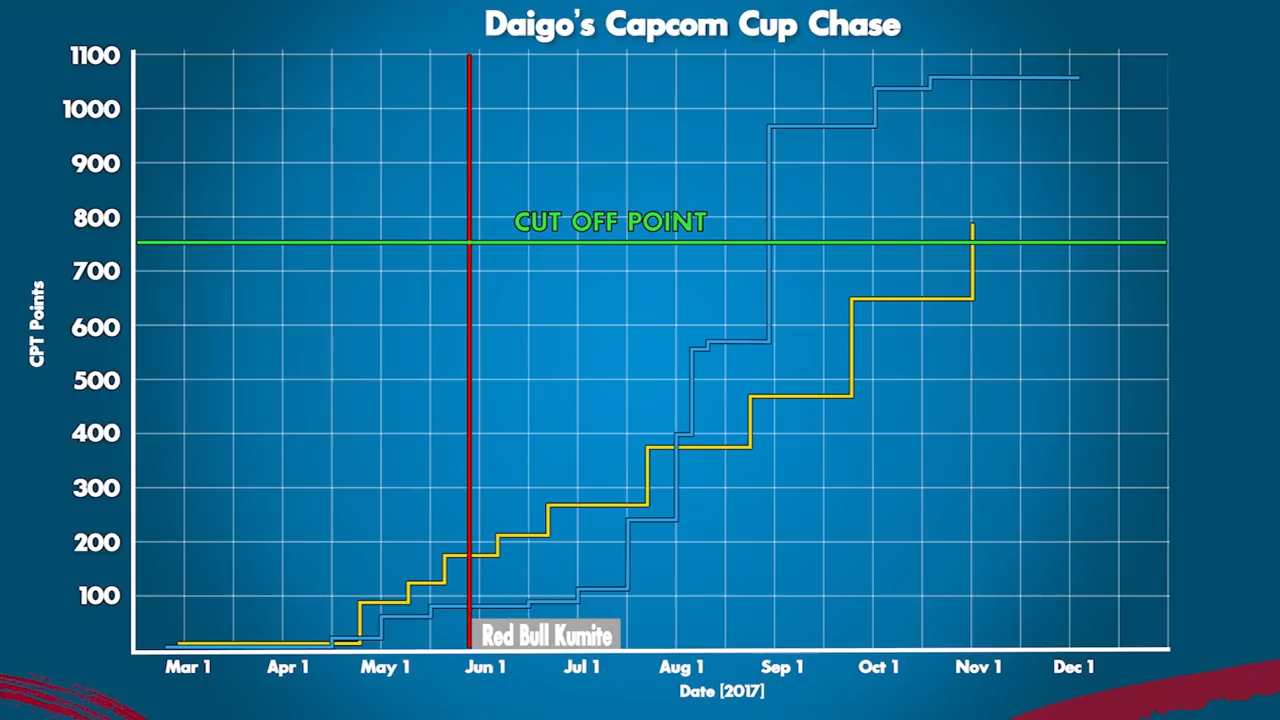 Daigo's Capcom Cup Chase
1100
1000
900
800
CUT OFF POINT
700
600
500
400
300
200
100
CPT Points
Red Bull Kumite
Mar 1 Apr 1 May 1 Jun 1 Jul 1 Aug 1 Sep 1 Oct 1 Nov 1 Dec 1
Date [2017]